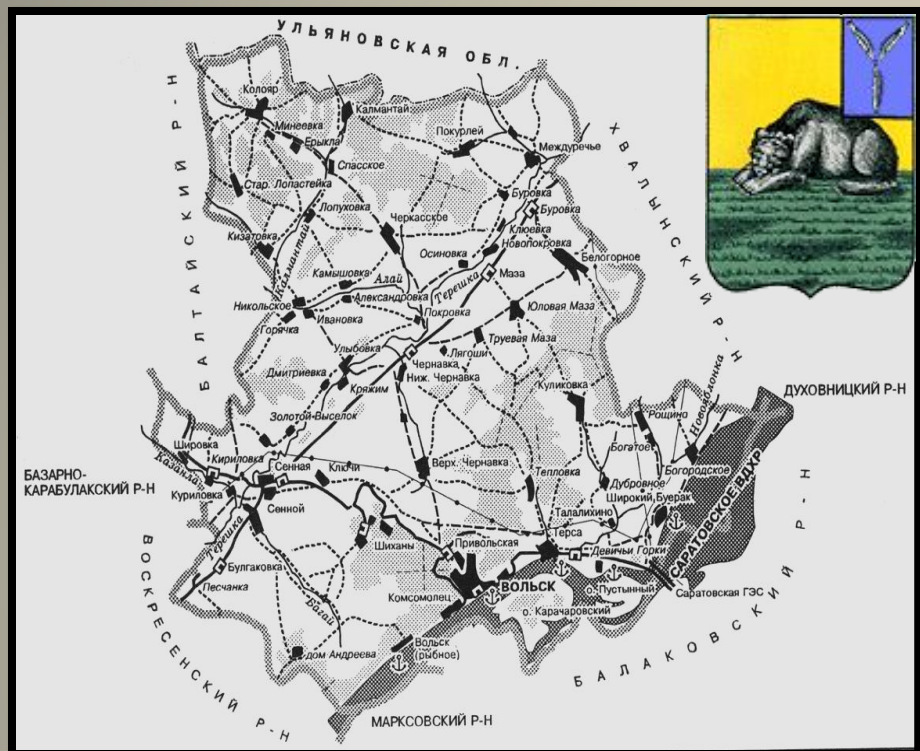 УЛЬЯНОВСКАЯ ОБЛ.
БАЛТАЙСКИЙ Р-Н
ХВАЛЫНСКИЙ Р-Н
Колояр
Калмантай
Минеевка
Ерыкла
Покурлей
Междуречье
Спасское
Стар. Лопастейка
Буровка
Лопуховка
Буровка
Черкасское
Клюевка
Кизатовка
Калмантай
Осиновка
Новопокровка
Белогорное
Камышовка
Алай
Терешка
Маза
Никольское
Александровка
Юловая Маза
Горячка
Ивановка
Покровка
Труевая Маза
Улыбовка
Лягоши
Чернавка
Дмитриевка
Ниж. Чернавка
Кряжим
Куликовка
Новояблонка
ДУХОВНИЦКИЙ Р-Н
Золотой-Выселок
Рощино
Шировка
Богатое
Казанла
Кириловка
Сенная
Ключи
Верх. Чернавка
Тепловка
Богородское
БАЗАРНО-
КАРАБУЛАКСКИЙ Р-Н
Куриловка
Дубровное
Широкий Буерак
Сенной
Талалихино
САРАТОВСКОЕ ВДХР.
Терешка
Шиханы
Привольская
Терса
Девичьи Горки
ВОСКРЕСЕНСКИЙ Р-Н
Булгаковка
Песчанка
Багай
Комсомолец
ВОЛЬСК
о. Пустынный
Саратовская ГЭС
о. Карачаровский
дом Андреева
Вольск
(рыбное)
БАЛАКОВСКИЙ Р-Н
МАРКСОВСКИЙ Р-Н